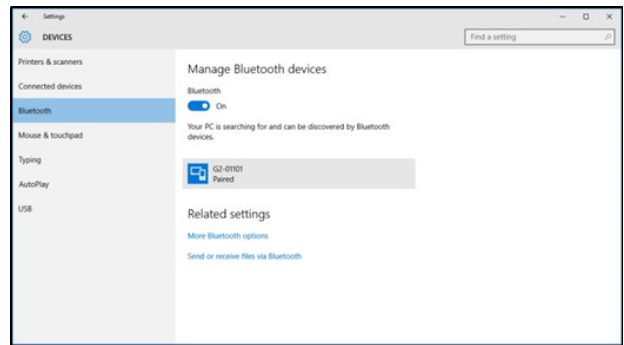 Settings
DEVICES
Find a setting
Printers & scanners
Connected devices
Bluetooth
Mouse & touchpad
Typing
AutoPlay
USB
Manage Bluetooth devices
Bluetooth
On
Your PC is searching for and can be discovered by Bluetooth
devices.
G2-01101
Paired
Related settings
More Bluetooth options
Send or receive files via Bluetooth